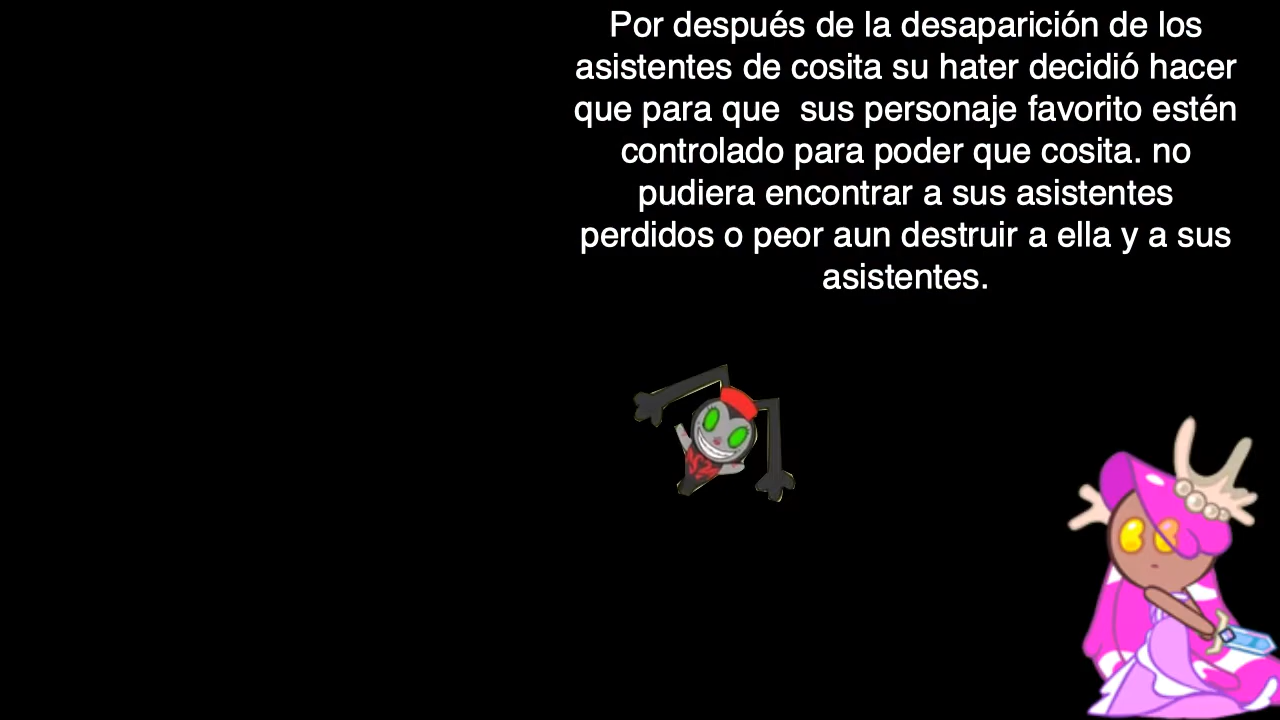 Por después de la desaparición de los
asistentes de cosita su hater decidió hacer
que para que  sus personaje favorito estén
controlado para poder que cosita. no
pudiera encontrar a sus asistentes
perdidos o peor aun destruir a ella y a sus
asistentes.